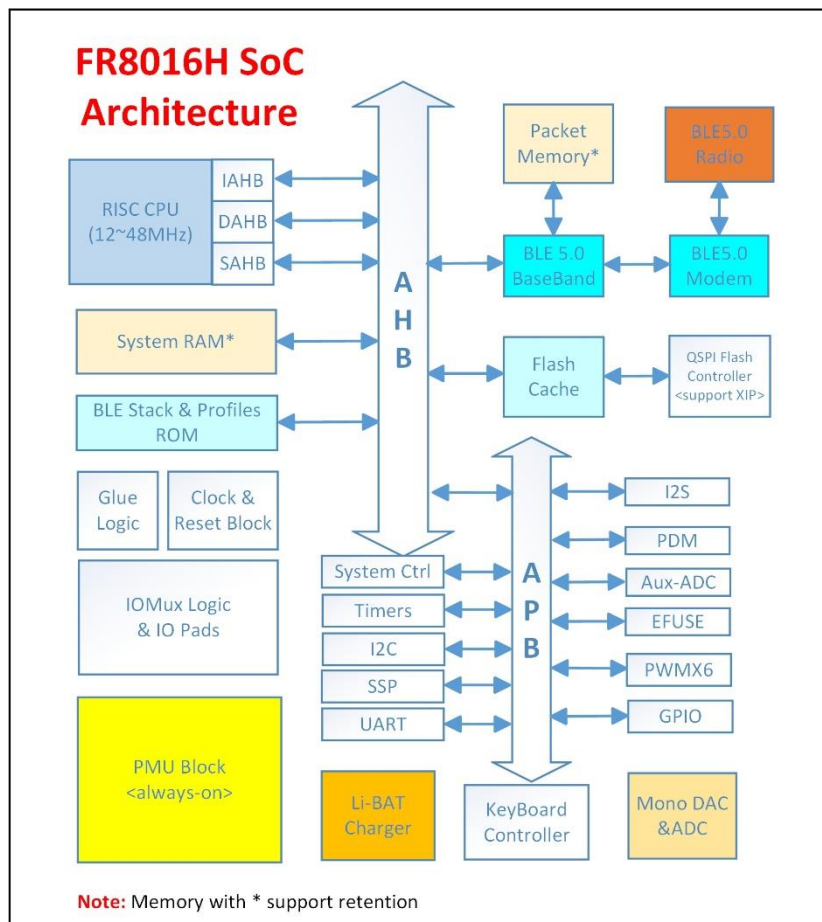 FR8016H SoC
Architecture
RISC CPU
(12~48MHz)
IAHB
DAHB
SAHB
System RAM*
BLE Stack & Profiles
ROM
Glue
Logic
Clock &
Reset Block
IOMux Logic
& IO Pads
PMU Block
<always-on>
A
H
B
Packet
Memory*
BLE5.0
Radio
BLE 5.0
BaseBand
BLE5.0
Modem
Flash
Cache
QSPI Flash
Controller
<support XIP>
System Ctrl
Timers
I2C
SSP
UART
A
P
B
I2S
PDM
Aux-ADC
EFUSE
PWMX6
GPIO
Li-BAT
Charger
KeyBoard
Controller
Mono DAC
&ADC
Note: Memory with * support retention